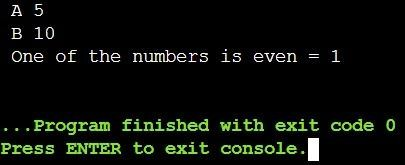 A 5
B 10
One of the numbers is even = 1
...Program finished with exit code 0
Press ENTER to exit console.